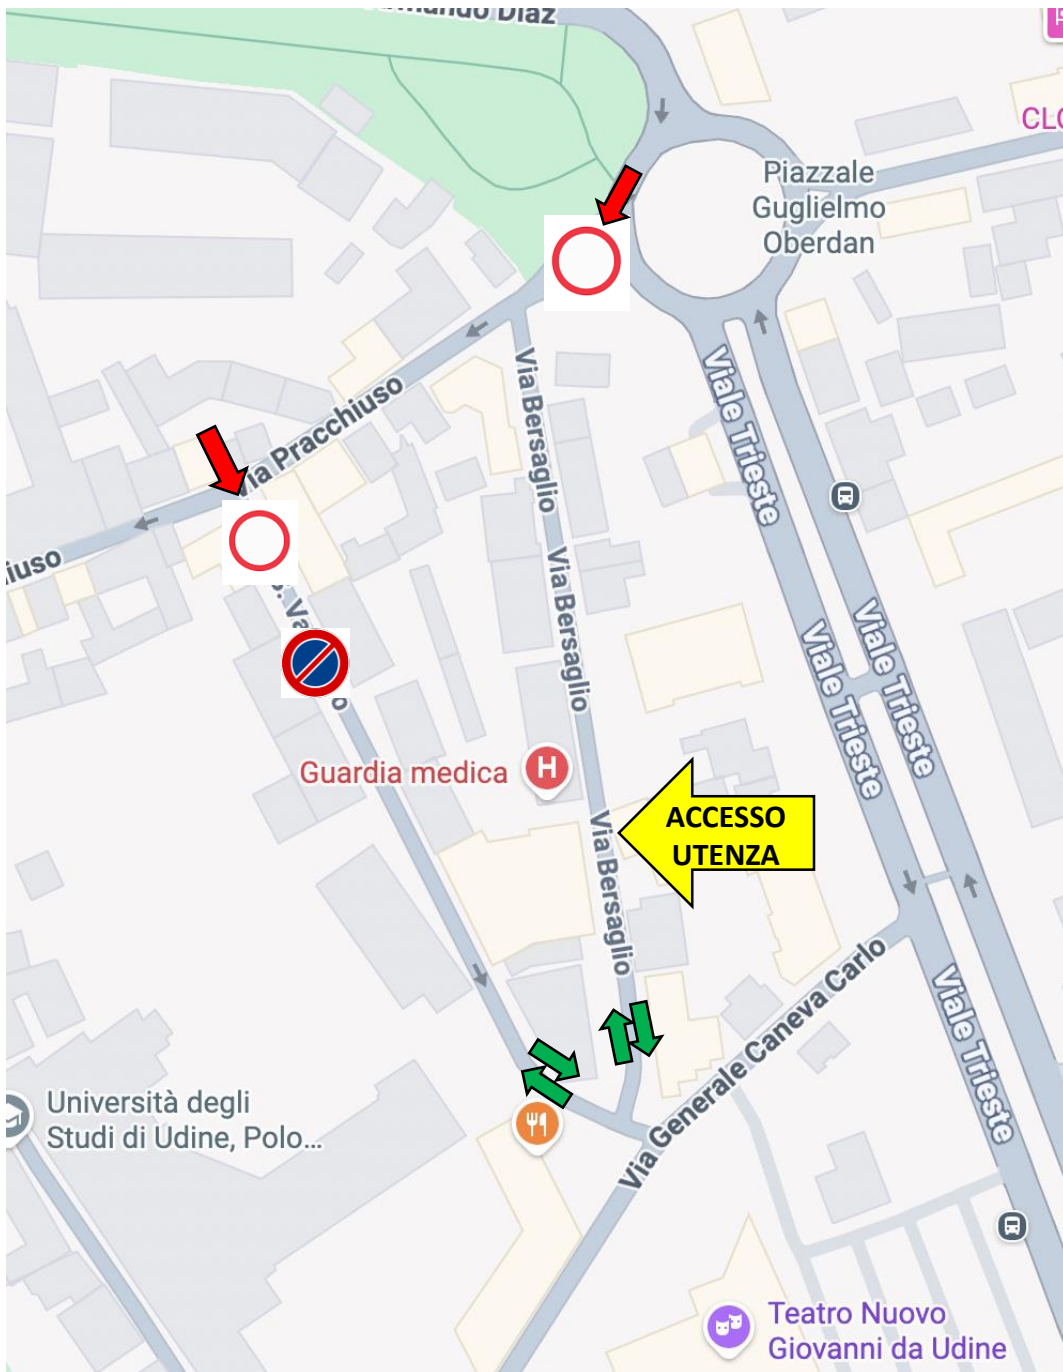 Diaz
CLO
Piazzale
Guglielmo
Oberdan
Via Bersaglio
Viale Trieste
Via Pracchiuso
Via Bersaglio
Viale Trieste
Viale Trieste
Guardia medica
H
ACCESSO
UTENZA
Via Bersaglio
Via Generale Caneva Carlo
Viale Trieste
Università degli
Studi di Udine, Polo...
Teatro Nuovo
Giovanni da Udine